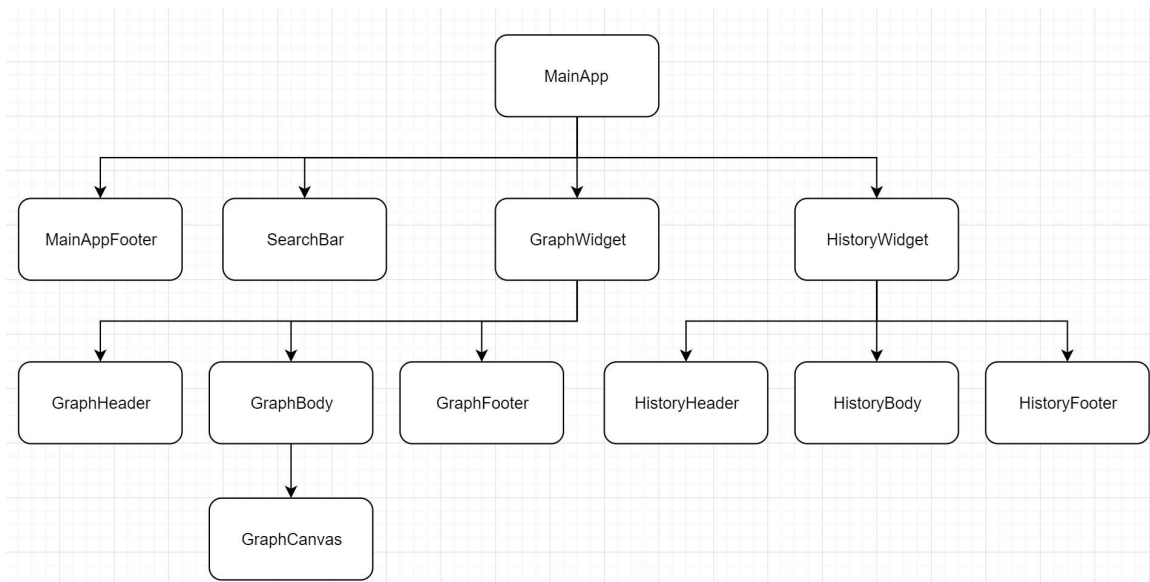 MainApp
MainAppFooter
SearchBar
GraphWidget
HistoryWidget
GraphHeader
GraphBody
GraphFooter
HistoryHeader
HistoryBody
HistoryFooter
GraphCanvas